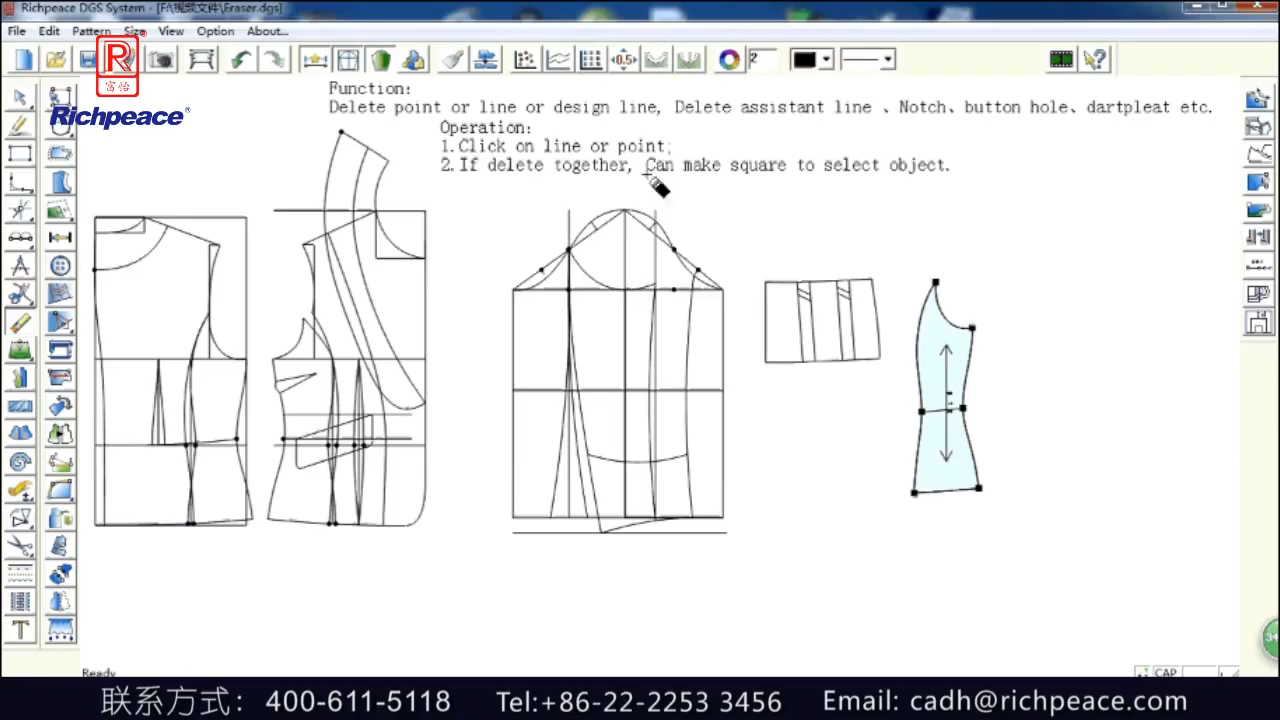 Richpeace DGS System - [F:\视频文件\Eraser.dgs]
File Edit Pattern Size View Option About...
R
富怡
Richpeace®
Function:
Delete point or line or design line, Delete assistant line 、Notch、button hole、dartpleat etc.
Operation:
1.Click on line or point;
2.If delete together, Can make square to select object.
Ready
CAP
联系方式: 400-611-5118 Tel:+86-22-2253 3456 Email: cadh@richpeace.com